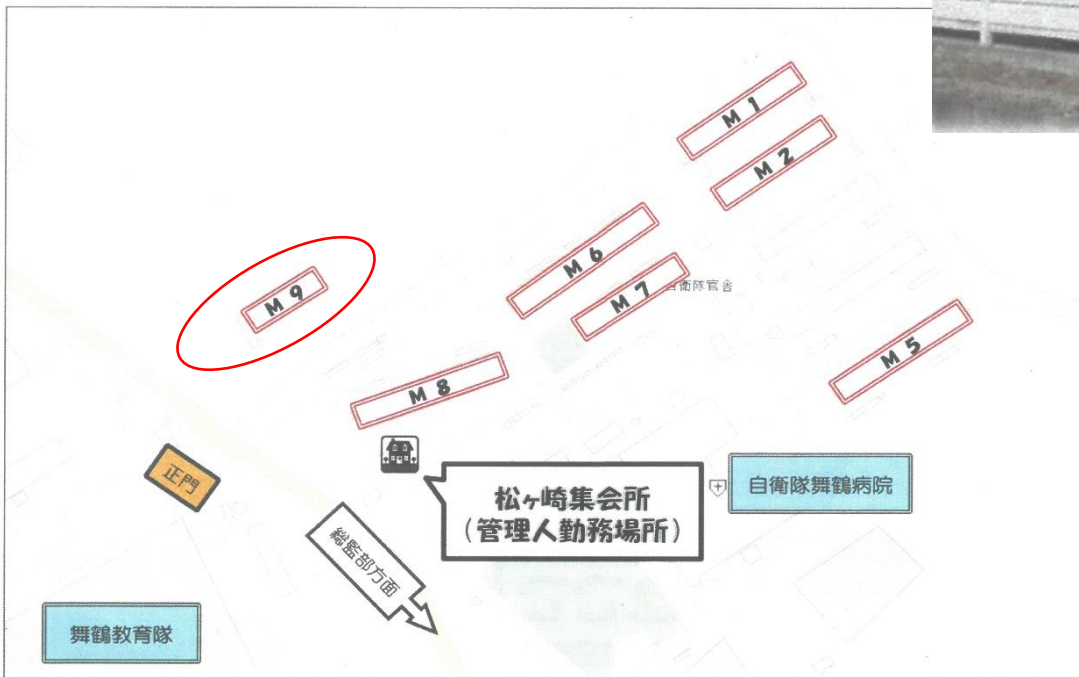 M 1
M 2
M 6
M 7
自衛隊官舎
M 9
M 5
M 8
正門
松ヶ崎集会所
（管理人勤務場所）
自衛隊舞鶴病院
総監部方面
舞鶴教育隊